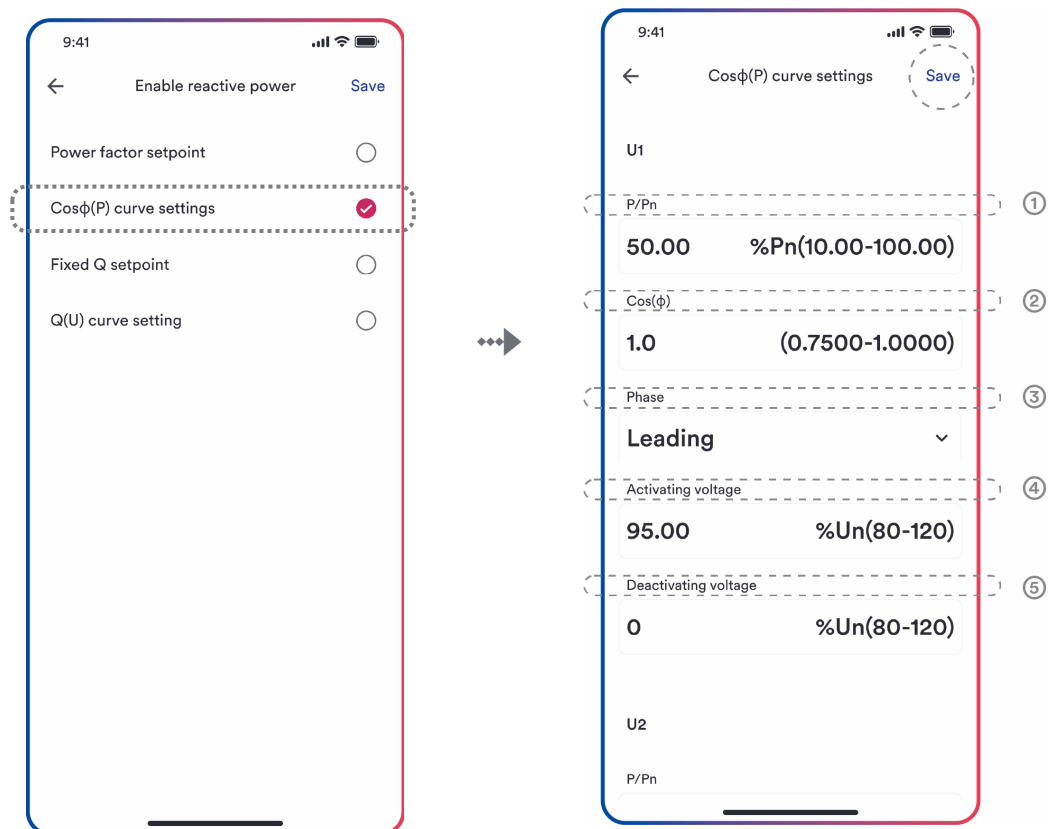 9:41
Enable reactive power
Save
Power factor setpoint
Cosϕ(P) curve settings
Fixed Q setpoint
Q(U) curve setting
9:41
Cosϕ(P) curve settings
Save
U1
P/Pn
①
50.00 %Pn(10.00-100.00)
Cos(ϕ)
②
1.0 (0.7500-1.0000)
Phase
③
Leading
Activating voltage
④
95.00 %Un(80-120)
Deactivating voltage
⑤
0 %Un(80-120)
U2
P/Pn